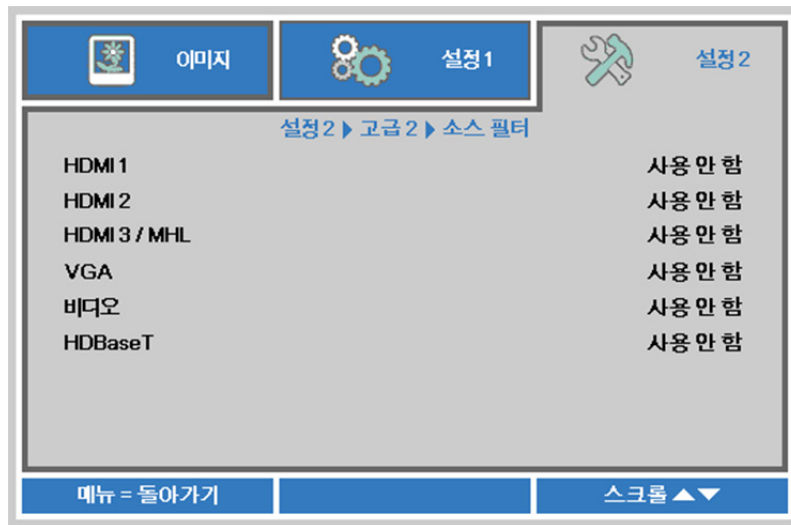 이미지 설정 1 설정 2
설정 2 ▶ 고급 2 ▶ 소스 필터
HDMI 1 사용 안 함
HDMI 2 사용 안 함
HDMI 3 / MHL 사용 안 함
VGA 사용 안 함
비디오 사용 안 함
HDBaseT 사용 안 함
메뉴 = 돌아가기 스크롤 ▲▼